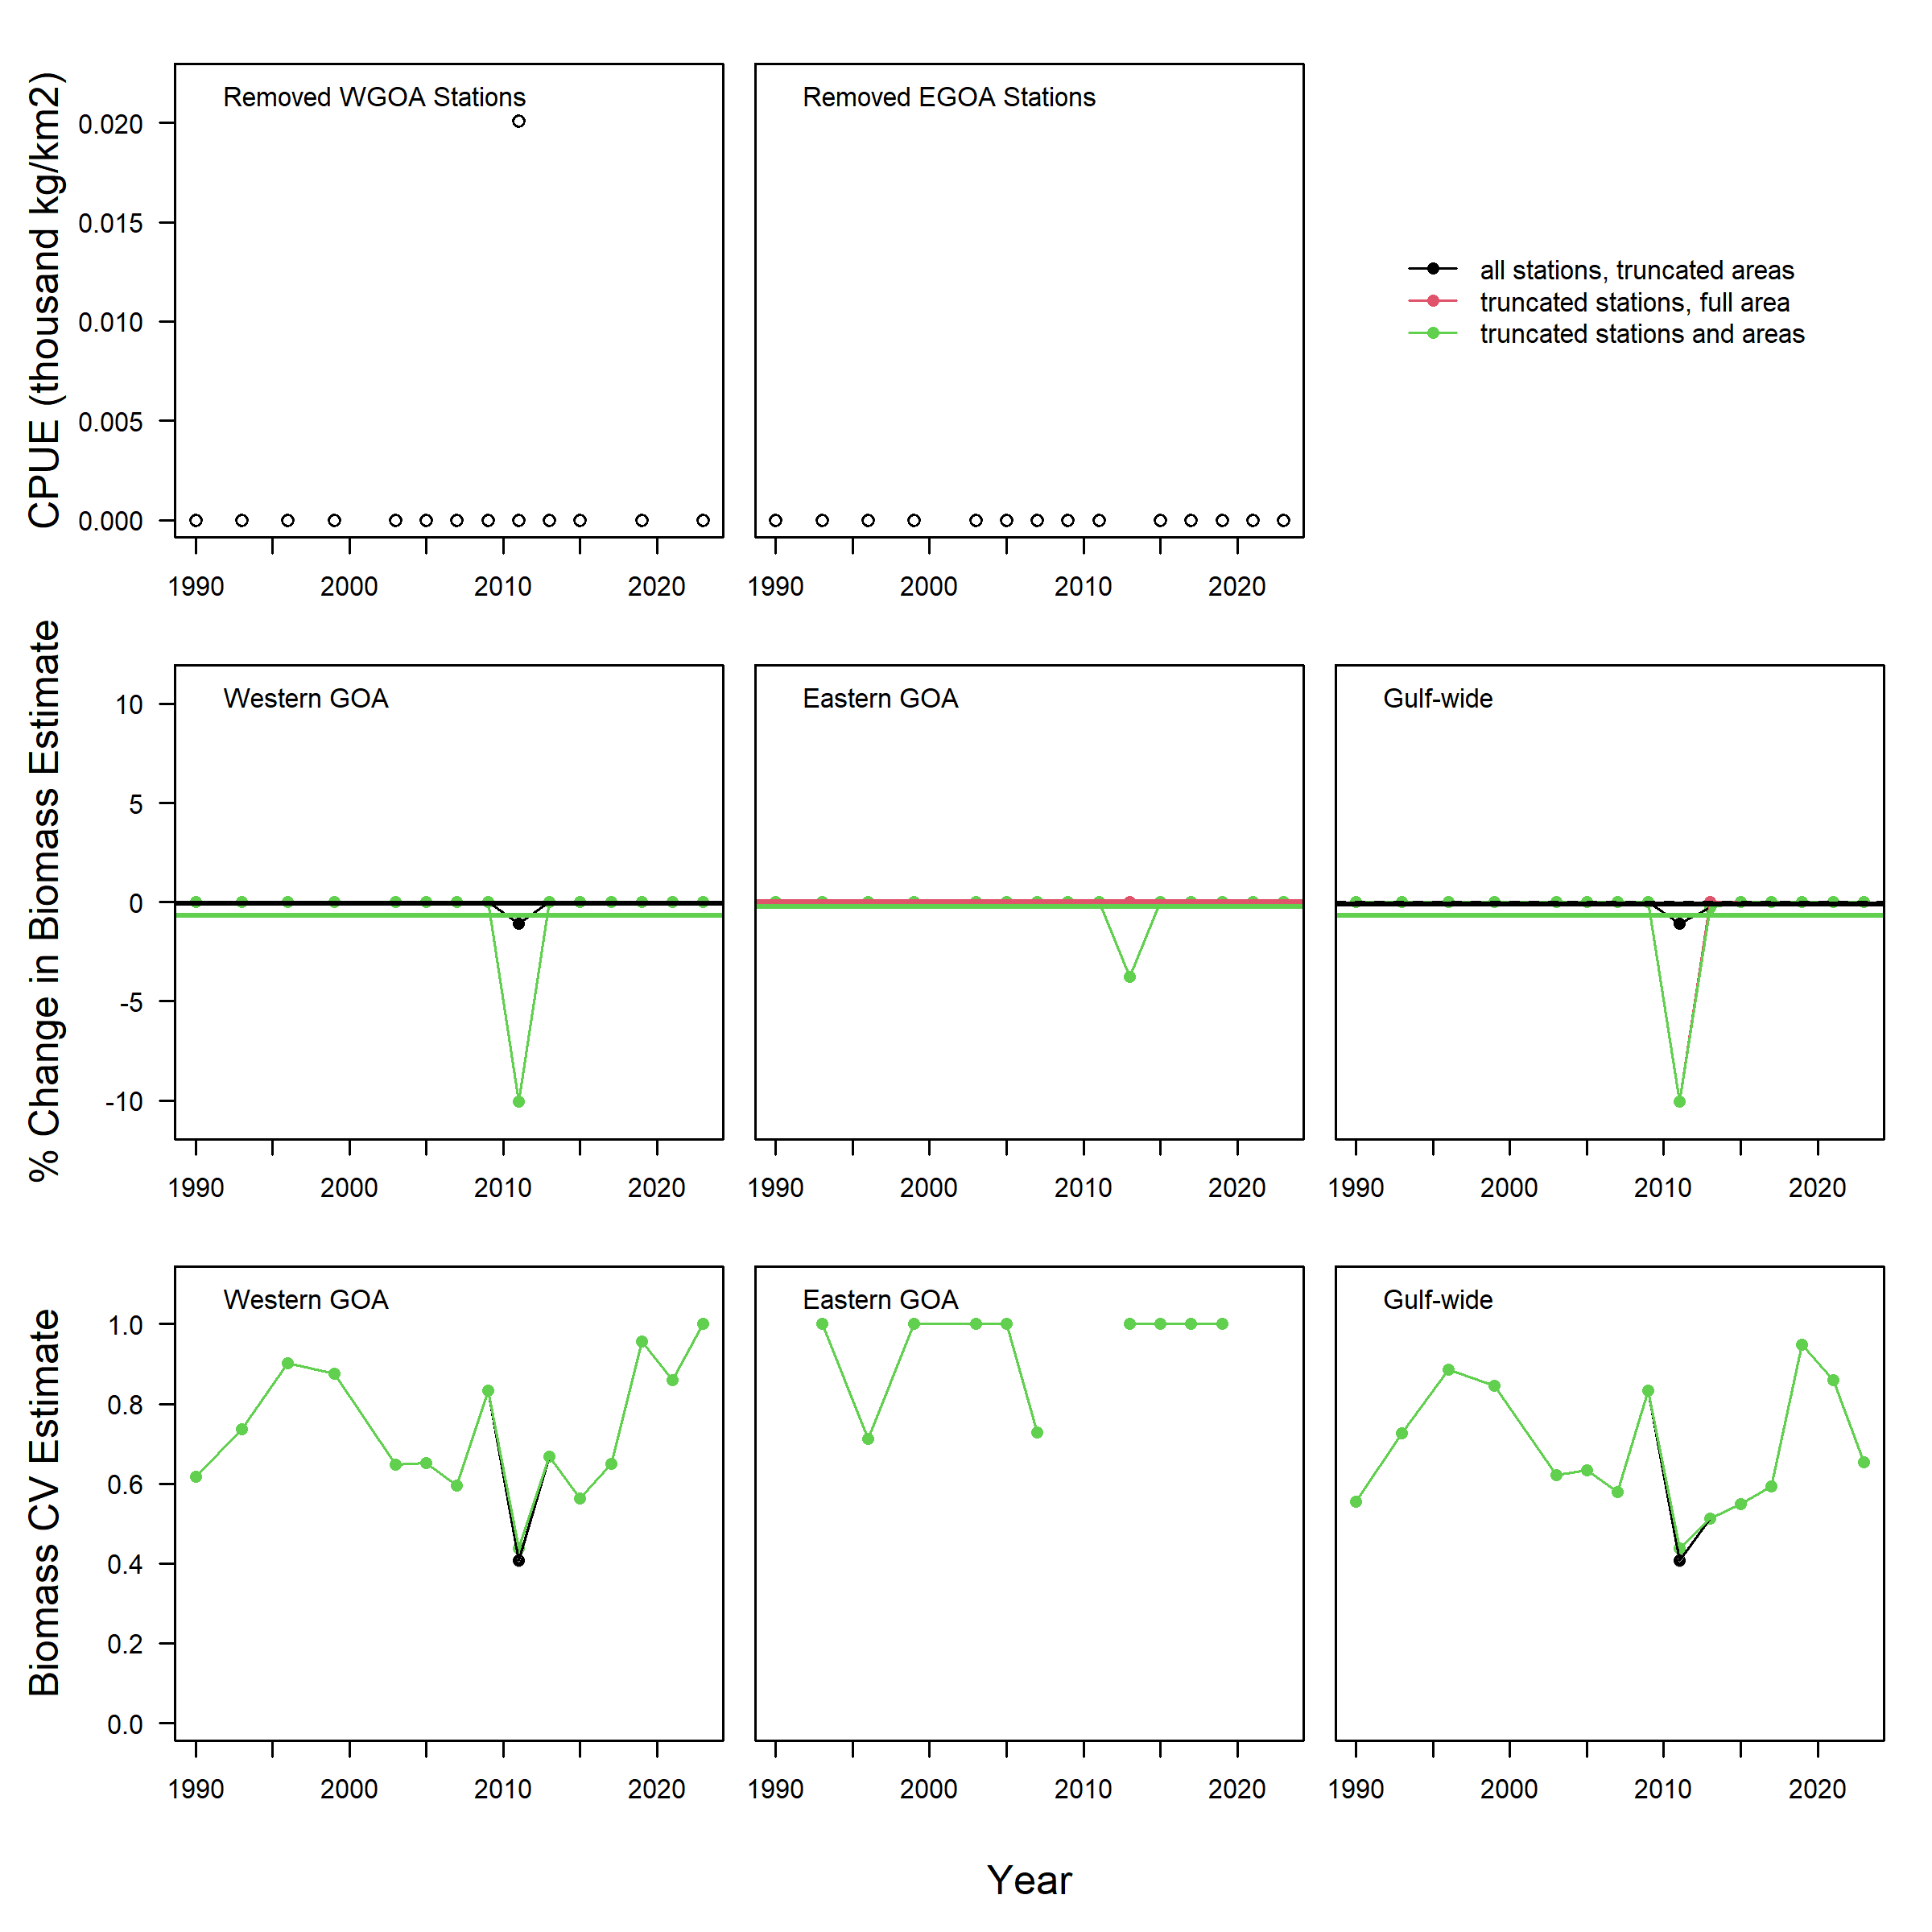 CPUE (thousand kg/km2)
Removed WGOA Stations
0.020
0.015
0.010
0.005
0.000
1990 2000 2010 2020
Removed EGOA Stations
1990 2000 2010 2020
all stations, truncated areas
truncated stations, full area
truncated stations and areas
% Change in Biomass Estimate
Western GOA
10
5
0
-5
-10
1990 2000 2010 2020
Eastern GOA
1990 2000 2010 2020
Gulf-wide
1990 2000 2010 2020
Biomass CV Estimate
Western GOA
1.0
0.8
0.6
0.4
0.2
0.0
1990 2000 2010 2020
Eastern GOA
1990 2000 2010 2020
Gulf-wide
1990 2000 2010 2020
Year